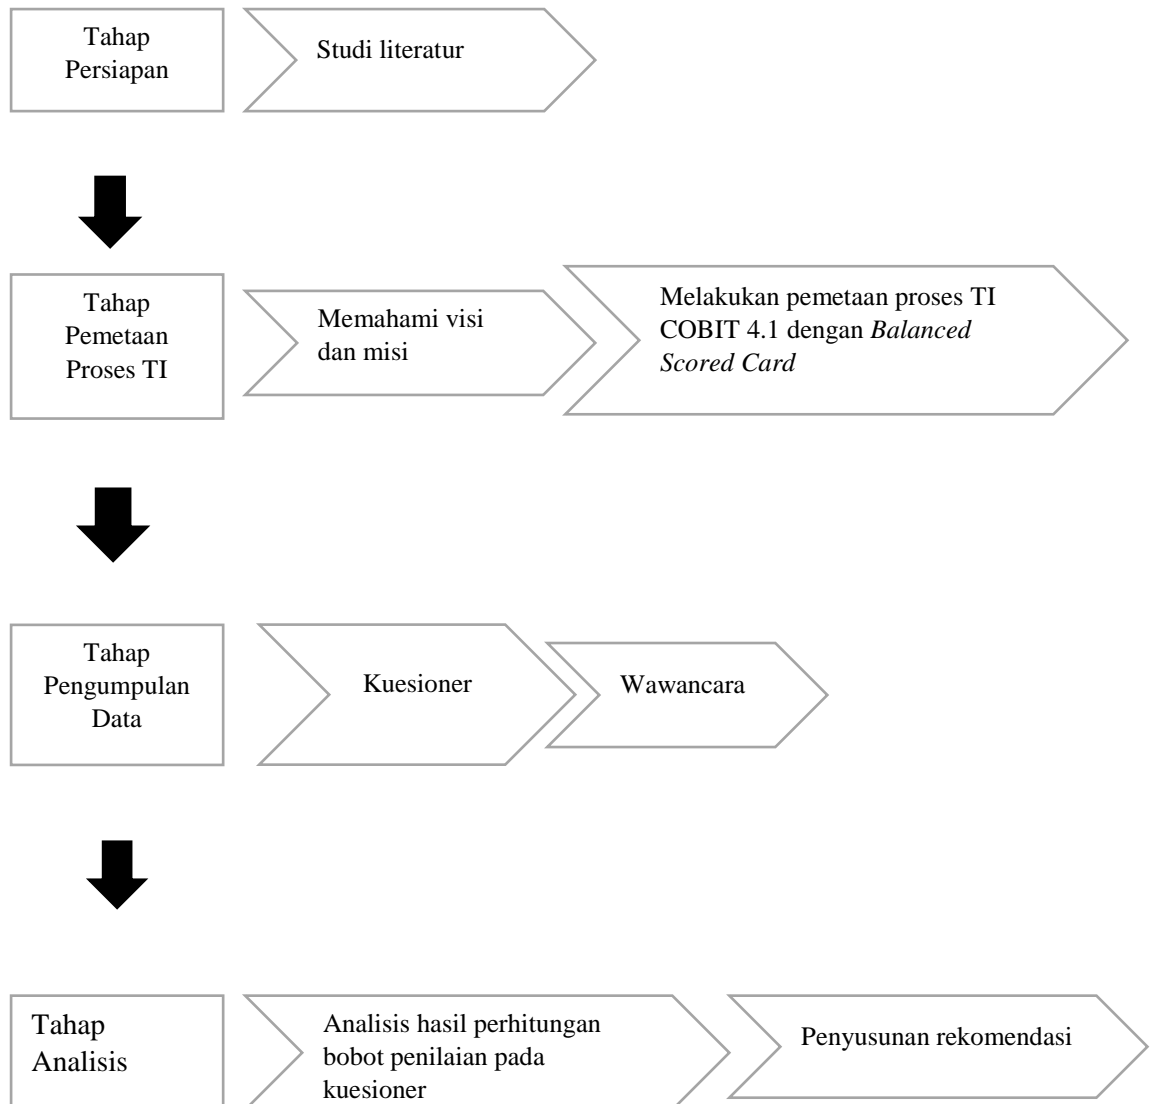 Tahap
Persiapan
Studi literatur
Tahap
Pemetaan
Proses TI
Memahami visi
dan misi
Melakukan pemetaan proses TI
COBIT 4.1 dengan Balanced
Scored Card
Tahap
Pengumpulan
Data
Kuesioner
Wawancara
Tahap
Analisis
Analisis hasil perhitungan
bobot penilaian pada
kuesioner
Penyusunan rekomendasi